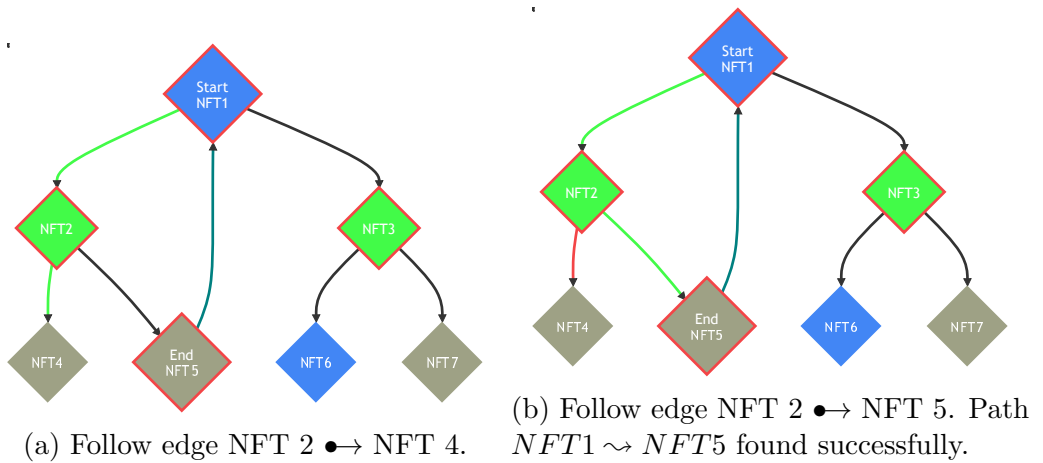 Start
NFT1
NFT2
NFT3
NFT4
End
NFT5
NFT6
NFT7
(a) Follow edge NFT 2 •→ NFT 4.
Start
NFT1
NFT2
NFT3
NFT4
End
NFT5
NFT6
NFT7
(b) Follow edge NFT 2 •→ NFT 5. Path
NFT1 ⇝ NFT5 found successfully.